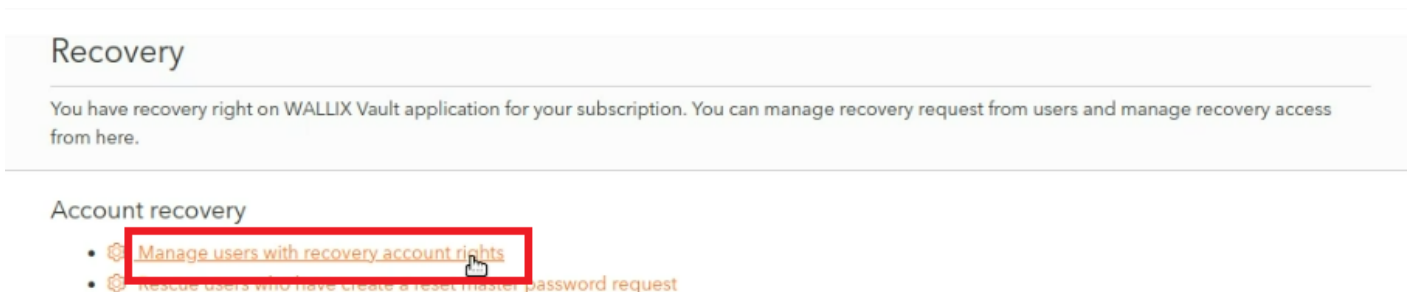 Recovery
You have recovery right on WALLIX Vault application for your subscription. You can manage recovery request from users and manage recovery access
from here.
Account recovery
Manage users with recovery account rights
Rescue users who have create a reset master password request